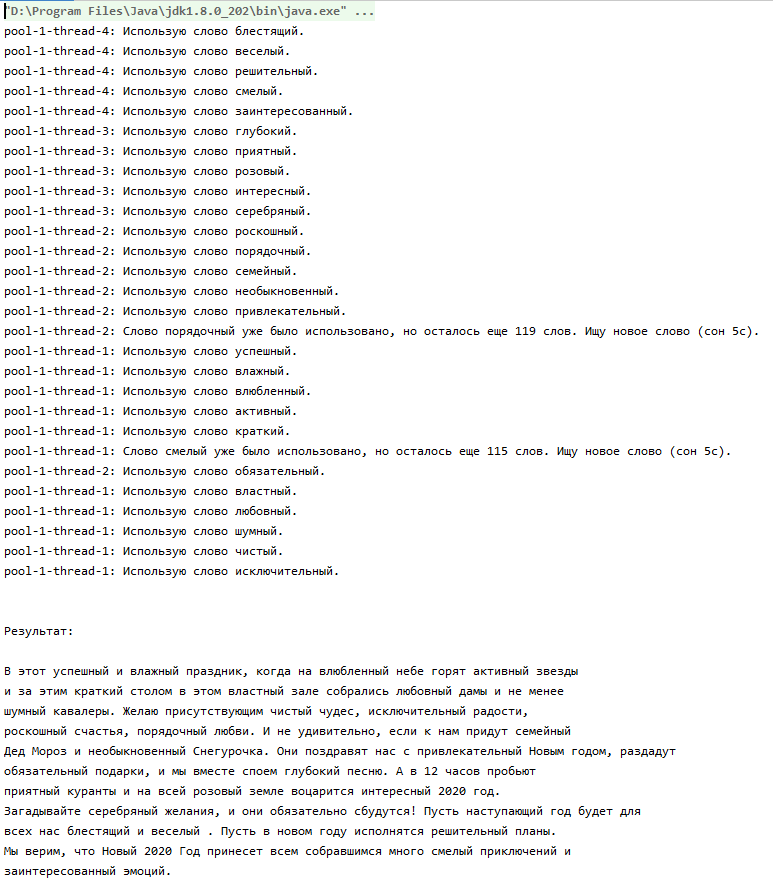 "D:\Program Files\Java\jdk1.8.0_202\bin\java.exe" ...
pool-1-thread-4: Использую слово блестящий.
pool-1-thread-4: Использую слово веселый.
pool-1-thread-4: Использую слово решительный.
pool-1-thread-4: Использую слово смелый.
pool-1-thread-4: Использую слово заинтересованный.
pool-1-thread-3: Использую слово глубокий.
pool-1-thread-3: Использую слово приятный.
pool-1-thread-3: Использую слово розовый.
pool-1-thread-3: Использую слово интересный.
pool-1-thread-3: Использую слово серебряный.
pool-1-thread-2: Использую слово роскошный.
pool-1-thread-2: Использую слово порядочный.
pool-1-thread-2: Использую слово семейный.
pool-1-thread-2: Использую слово необыкновенный.
pool-1-thread-2: Использую слово привлекательный.
pool-1-thread-2: Слово порядочный уже было использовано, но осталось еще 119 слов. Ищу новое слово (сон 5с).
pool-1-thread-1: Использую слово успешный.
pool-1-thread-1: Использую слово влажный.
pool-1-thread-1: Использую слово влюбленный.
pool-1-thread-1: Использую слово активный.
pool-1-thread-1: Использую слово краткий.
pool-1-thread-1: Слово смелый уже было использовано, но осталось еще 115 слов. Ищу новое слово (сон 5с).
pool-1-thread-2: Использую слово обязательный.
pool-1-thread-1: Использую слово властный.
pool-1-thread-1: Использую слово любовный.
pool-1-thread-1: Использую слово шумный.
pool-1-thread-1: Использую слово чистый.
pool-1-thread-1: Использую слово исключительный.
Результат:
В этот успешный и влажный праздник, когда на влюбленный небе горят активный звезды
и за этим краткий столом в этом властный зале собрались любовный дамы и не менее
шумный кавалеры. Желаю присутствующим чистый чудес, исключительный радости,
роскошный счастья, порядочный любви. И не удивительно, если к нам придут семейный
Дед Мороз и необыкновенный Снегурочка. Они поздравят нас с привлекательный Новым годом, раздадут
обязательный подарки, и мы вместе споем глубокий песню. А в 12 часов пробьют
приятный куранты и на всей розовый земле воцарится интересный 2020 год.
Загадывайте серебряный желания, и они обязательно сбудутся! Пусть наступающий год будет для
всех нас блестящий и веселый . Пусть в новом году исполнятся решительный планы.
Мы верим, что Новый 2020 Год принесет всем собравшимся много смелый приключений и
заинтересованный эмоций.